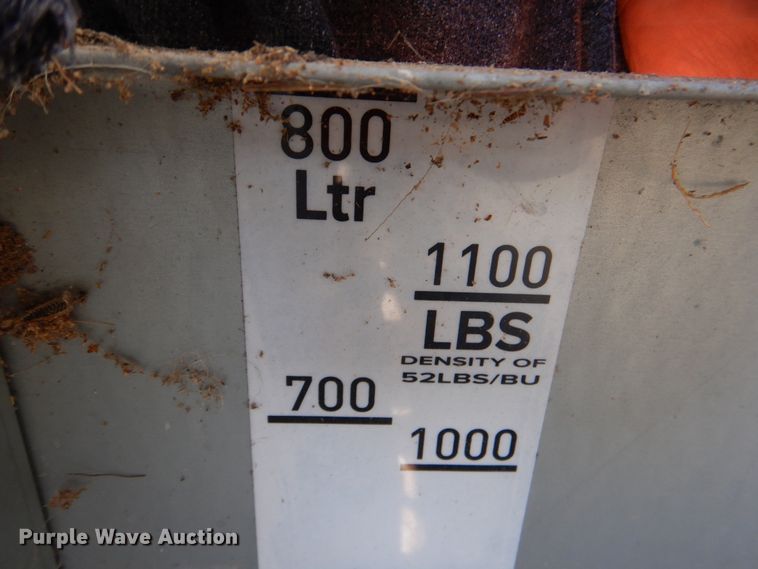 800
Ltr
1100
LBS
DENSITY OF
52LBS/BU
700
1000
Purple Wave Auction